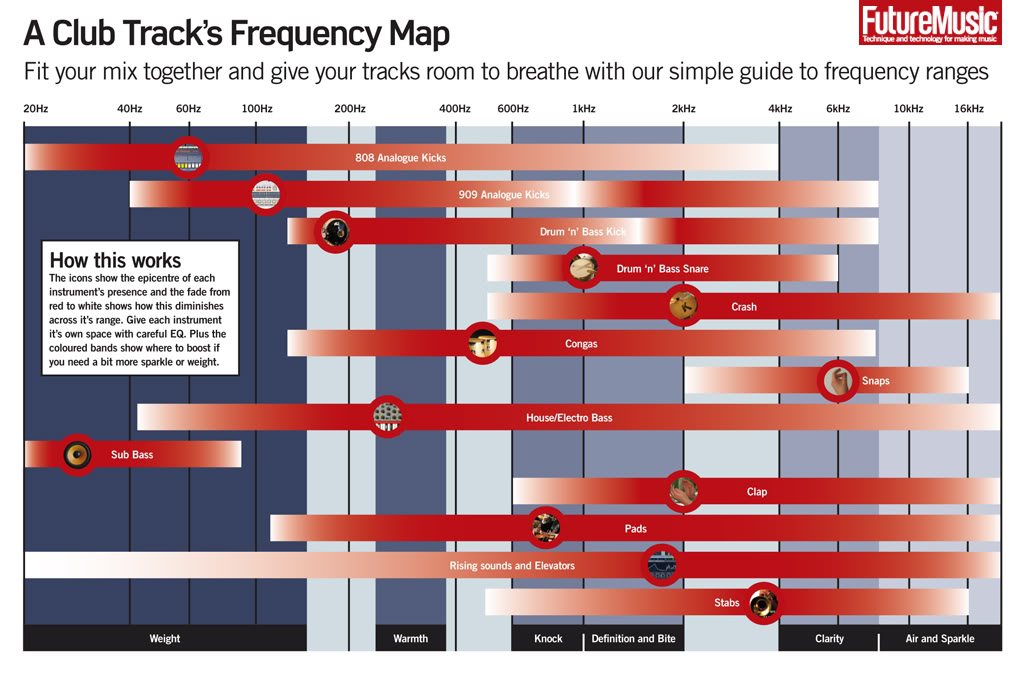 A Club Track's Frequency Map
FutureMusic
Technique and technology for making music
Fit your mix together and give your tracks room to breathe with our simple guide to frequency ranges
20Hz 40Hz 60Hz 100Hz 200Hz 400Hz 600Hz 1kHz 2kHz 4kHz 6kHz 10kHz 16kHz
808 Analogue Kicks
909 Analogue Kicks
Drum 'n' Bass Kick
How this works
The icons show the epicentre of each
instrument's presence and the fade from
red to white shows how this diminishes
across it's range. Give each instrument
it's own space with careful EQ. Plus the
coloured bands show where to boost if
you need a bit more sparkle or weight.
Drum 'n' Bass Snare
Crash
Congas
Snaps
House/Electro Bass
Sub Bass
Clap
Pads
Rising sounds and Elevators
Stabs
Weight Warmth Knock Definition and Bite Clarity Air and Sparkle